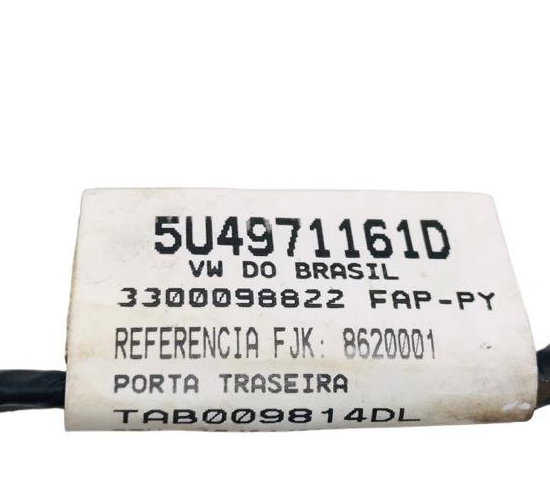 5U4971161D
VW DO BRASIL
3300098822 FAP-PY
REFERENCIA FJK: 8620001
PORTA TRASEIRA
TAB009814DL